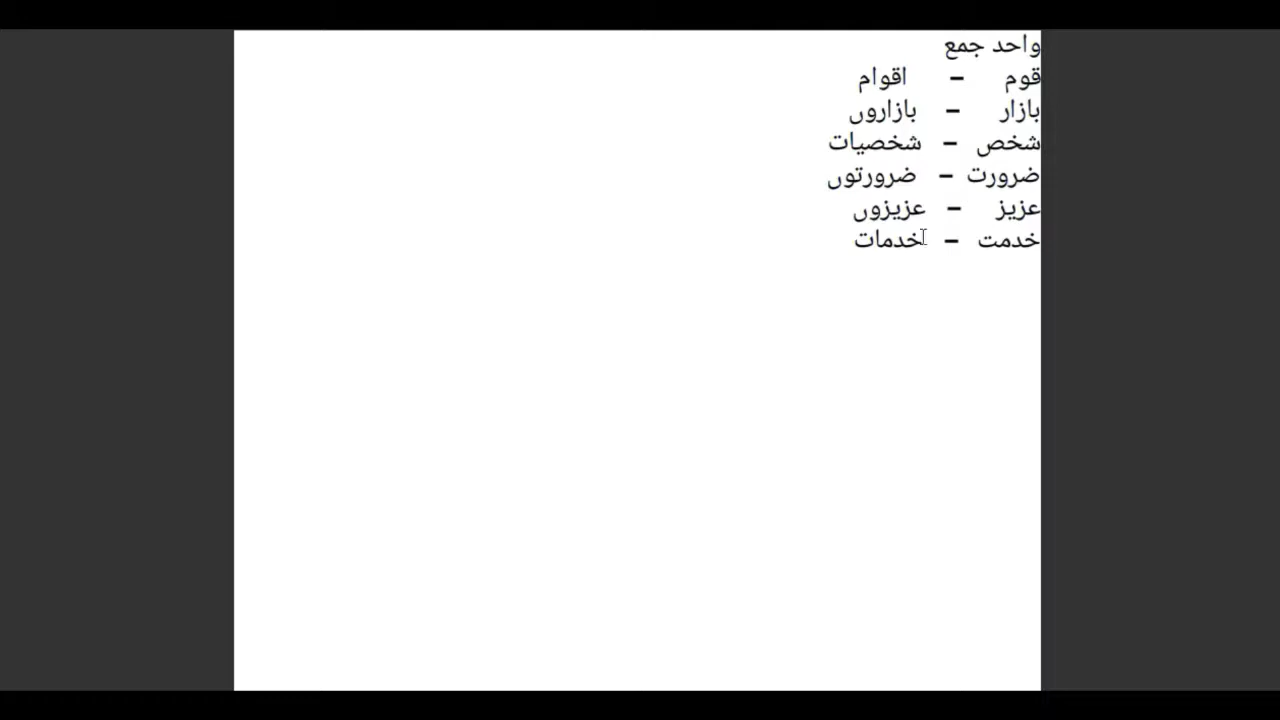 واحد جمع
قوم – اقوام
بازار – بازاروں
شخص – شخصیات
ضرورت – ضرورتوں
عزیز – عزیزوں
خدمت – خدمات